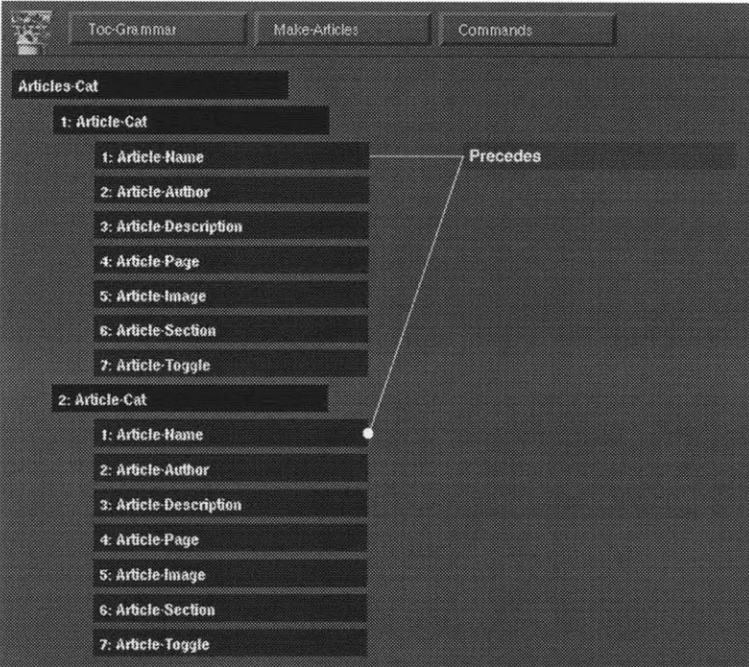 Toc-Grammar Make-Articles Commands
Articles-Cat
1: Article-Cat
1: Article-Name Precedes
2: Article-Author
3: Article-Description
4: Article-Page
5: Article-Image
6: Article-Section
7: Article-Toggle
2: Article-Cat
1: Article-Name
2: Article-Author
3: Article-Description
4: Article-Page
5: Article-Image
6: Article-Section
7: Article-Toggle